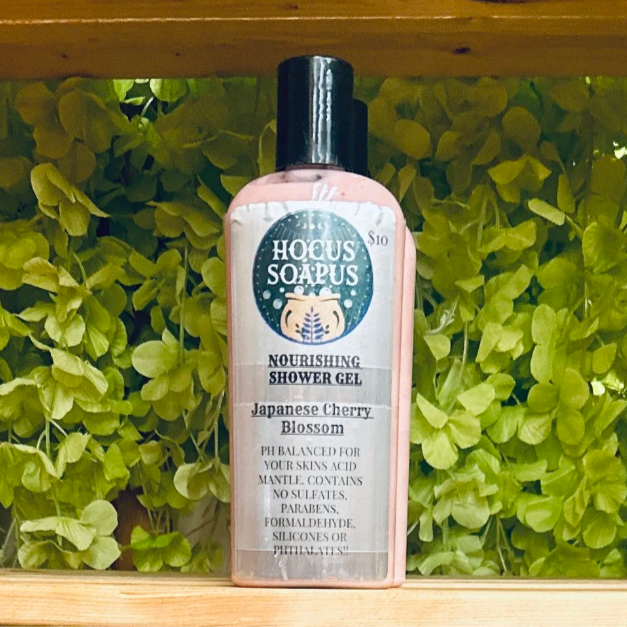 HOCUS
SOAPUS
$10
NOURISHING
SHOWER GEL
Japanese Cherry
Blossom
PH BALANCED FOR
YOUR SKINS ACID
MANTLE. CONTAINS
NO SULFATES,
PARABENS,
FORMALDEHYDE,
SILICONES OR
PHTHALATES!!